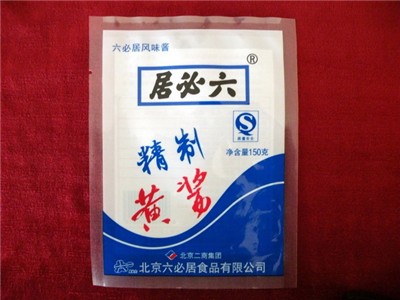 六必居风味酱
居必六®
精制
黄酱
净含量150克
北京二商集团
北京六必居食品有限公司